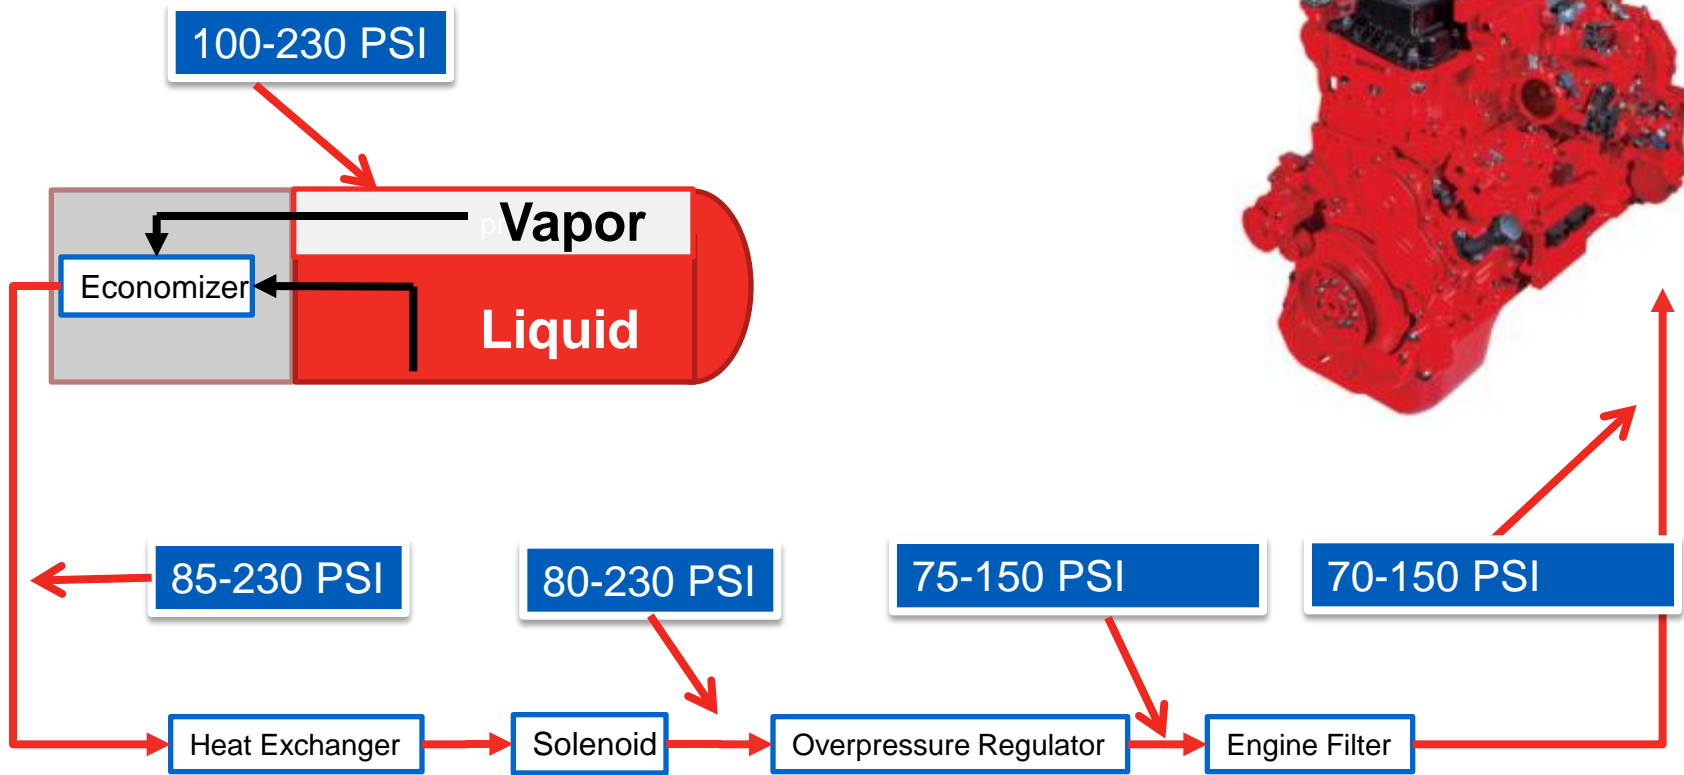 100-230 PSI
Vapor
Economizer
Liquid
85-230 PSI
80-230 PSI
75-150 PSI
70-150 PSI
Heat Exchanger
Solenoid
Overpressure Regulator
Engine Filter